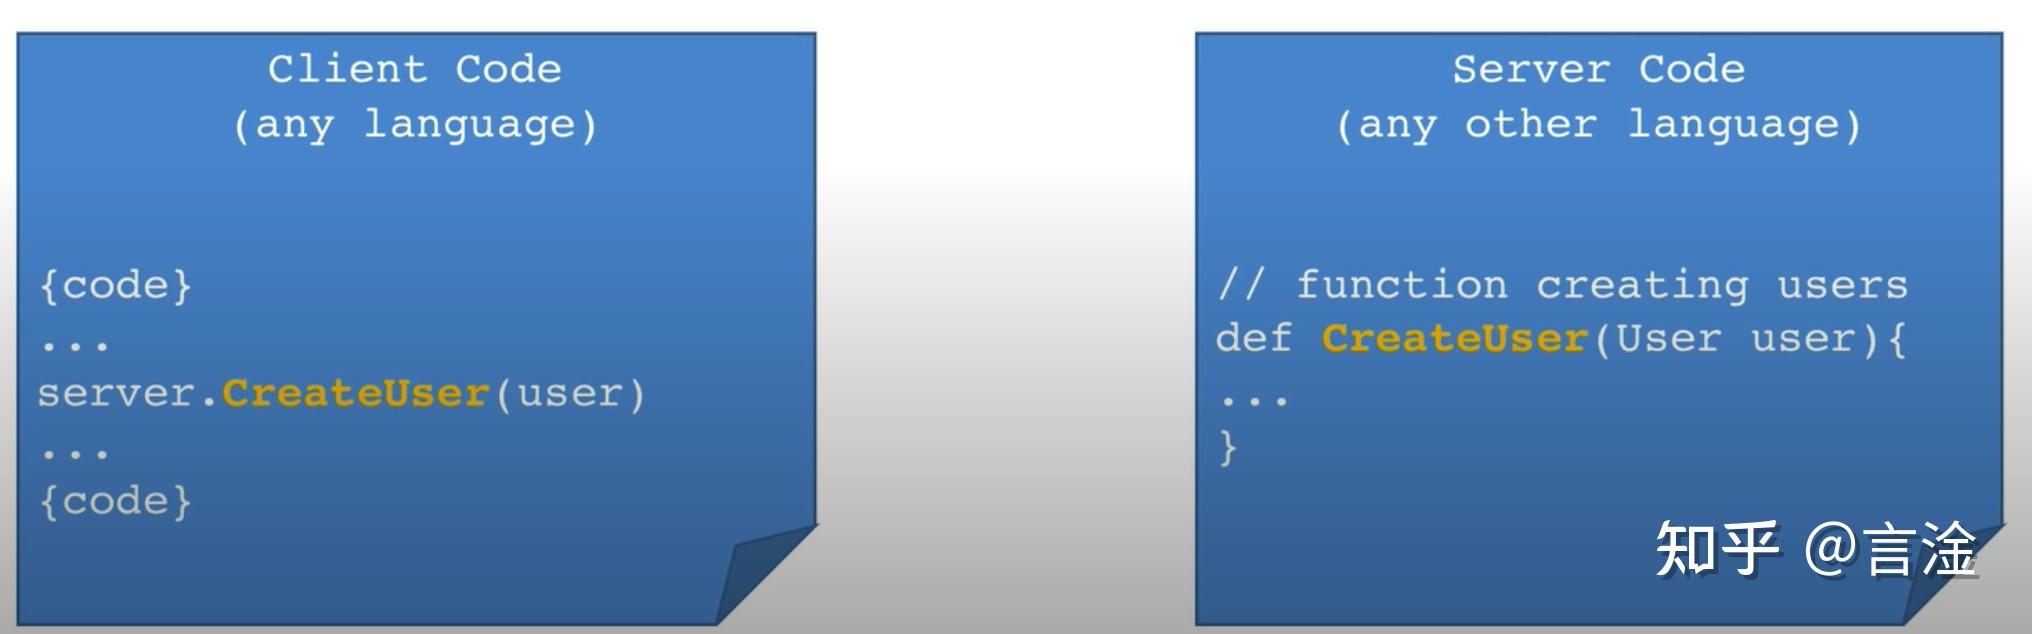 Client Code
(any language)
{code}
...
server.CreateUser(user)
...
{code}
Server Code
(any other language)
// function creating users
def CreateUser(User user){
...
}
知乎 @言淦